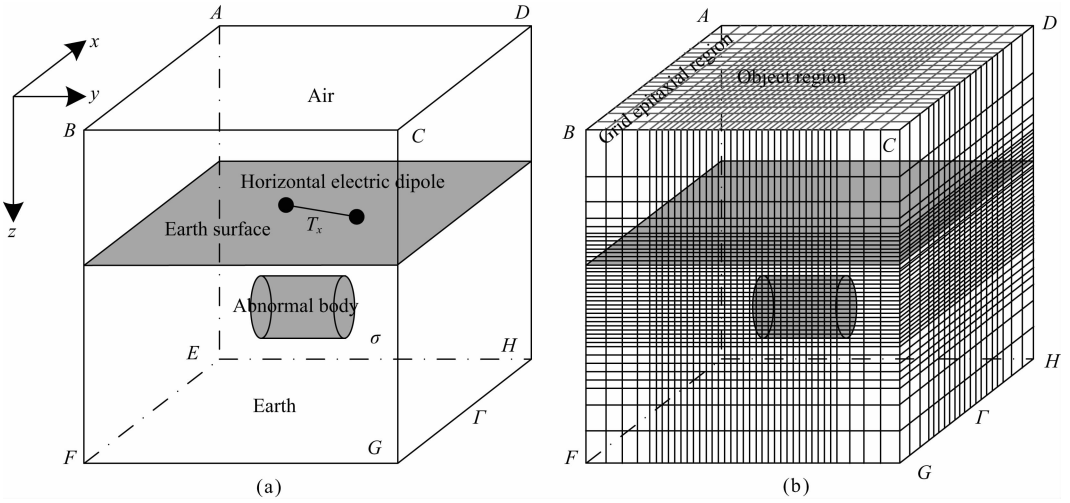 A
D
x
y
z
Air
B
C
Horizontal electric dipole
Earth surface
Tx
Abnormal body
σ
E
H
Earth
Γ
F
G
(a)
A
D
Grid epitaxial region
Object region
B
C
H
Γ
F
G
(b)